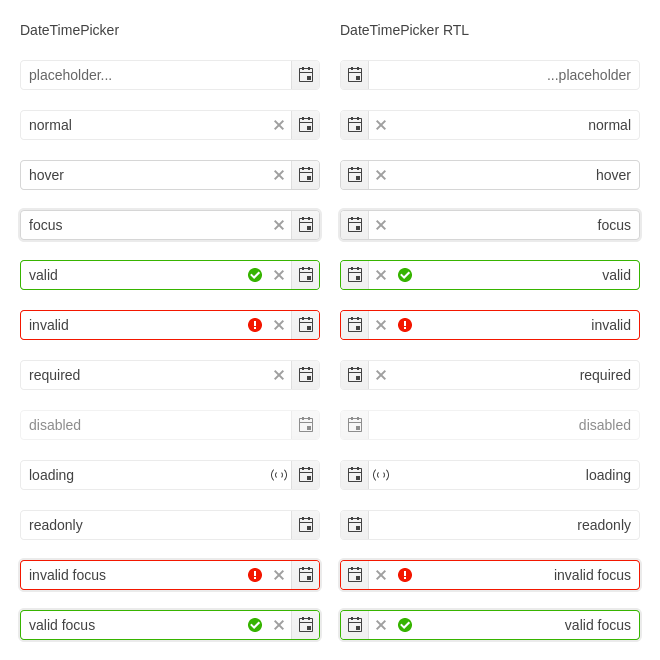 DateTimePicker
placeholder...
normal
hover
focus
valid
invalid
required
disabled
loading
readonly
invalid focus
valid focus
DateTimePicker RTL
...placeholder
normal
hover
focus
valid
invalid
required
disabled
loading
readonly
invalid focus
valid focus